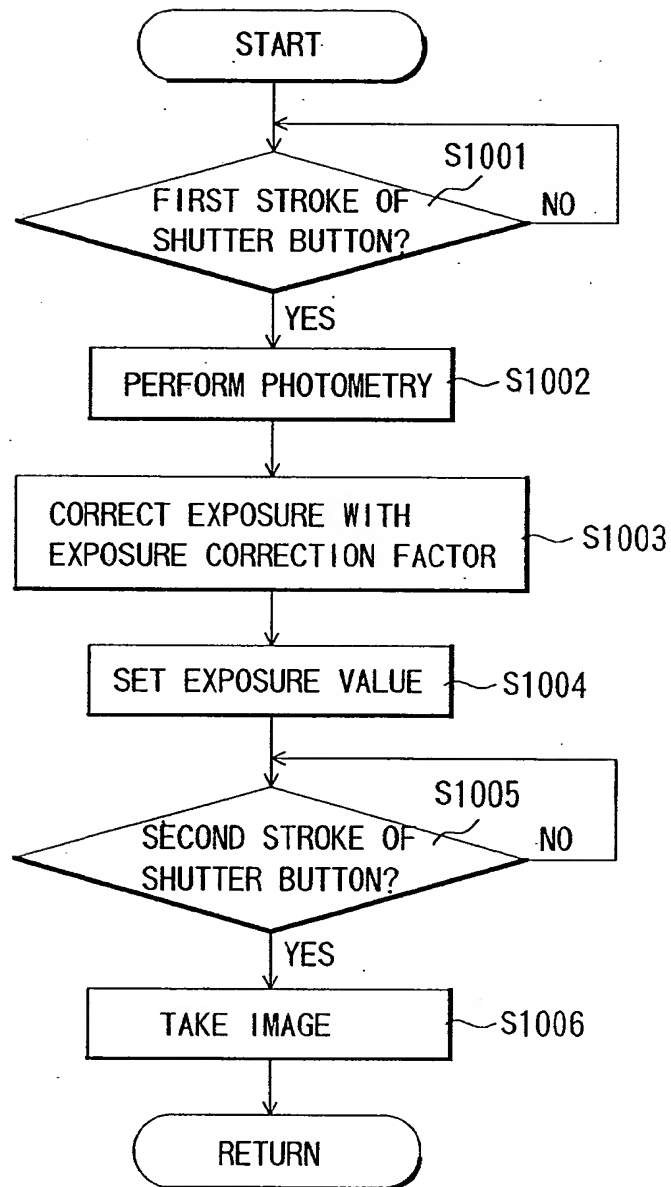 START
S1001
FIRST STROKE OF
SHUTTER BUTTON?
NO
YES
PERFORM PHOTOMETRY
S1002
CORRECT EXPOSURE WITH
EXPOSURE CORRECTION FACTOR
S1003
SET EXPOSURE VALUE
S1004
S1005
SECOND STROKE OF
SHUTTER BUTTON?
NO
YES
TAKE IMAGE
S1006
RETURN